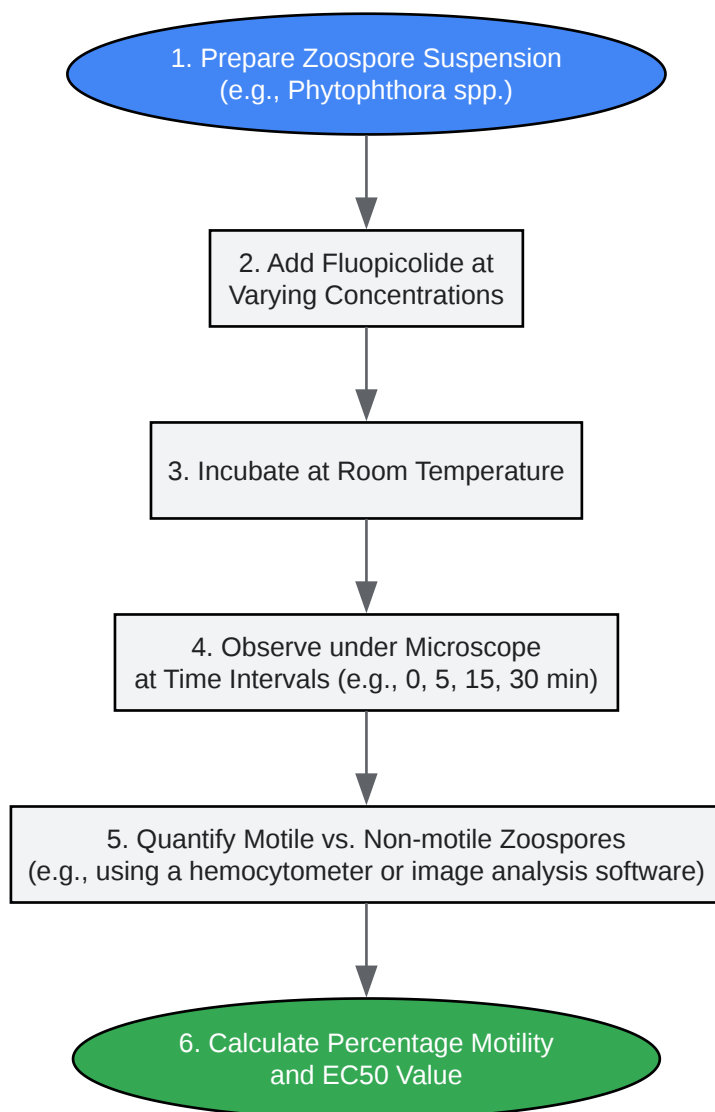 1. Prepare Zoospore Suspension
(e.g., Phytophthora spp.)
2. Add Fluopicolide at
Varying Concentrations
3. Incubate at Room Temperature
4. Observe under Microscope
at Time Intervals (e.g., 0, 5, 15, 30 min)
5. Quantify Motile vs. Non-motile Zoospores
(e.g., using a hemocytometer or image analysis software)
6. Calculate Percentage Motility
and EC50 Value